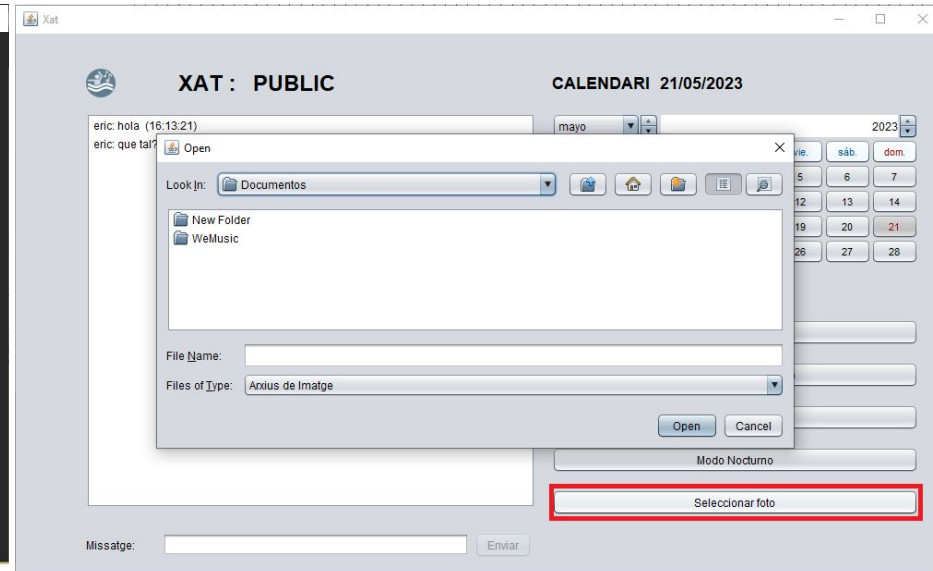 Xat
XAT : PUBLIC
CALENDARI 21/05/2023
eric: hola (16:13:21)
eric: que tal?
mayo
2023
vie. sáb. dom.
5 6 7
12 13 14
19 20 21
26 27 28
Open
Look In: Documentos
New Folder
WeMusic
File Name:
Files of Type: Arxius de Imatge
Open Cancel
Modo Nocturno
Seleccionar foto
Missatge: Enviar